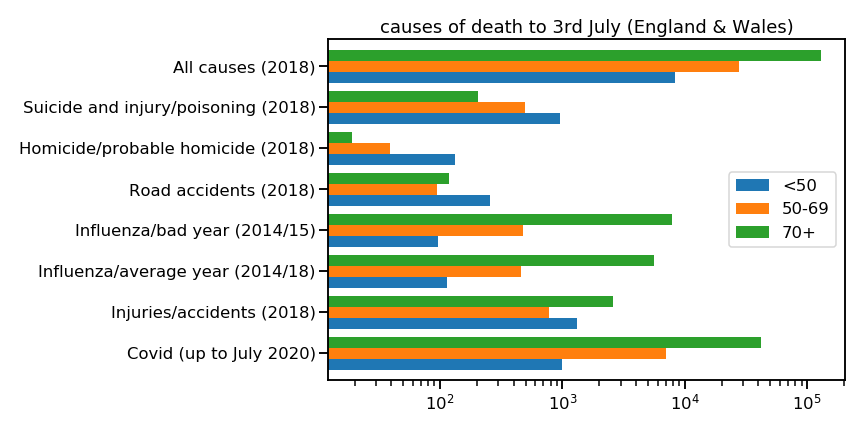 causes of death to 3rd July (England & Wales)
All causes (2018)
Suicide and injury/poisoning (2018)
Homicide/probable homicide (2018)
Road accidents (2018)
Influenza/bad year (2014/15)
Influenza/average year (2014/18)
Injuries/accidents (2018)
Covid (up to July 2020)
<50
50-69
70+
10² 10³ 10⁴ 10⁵